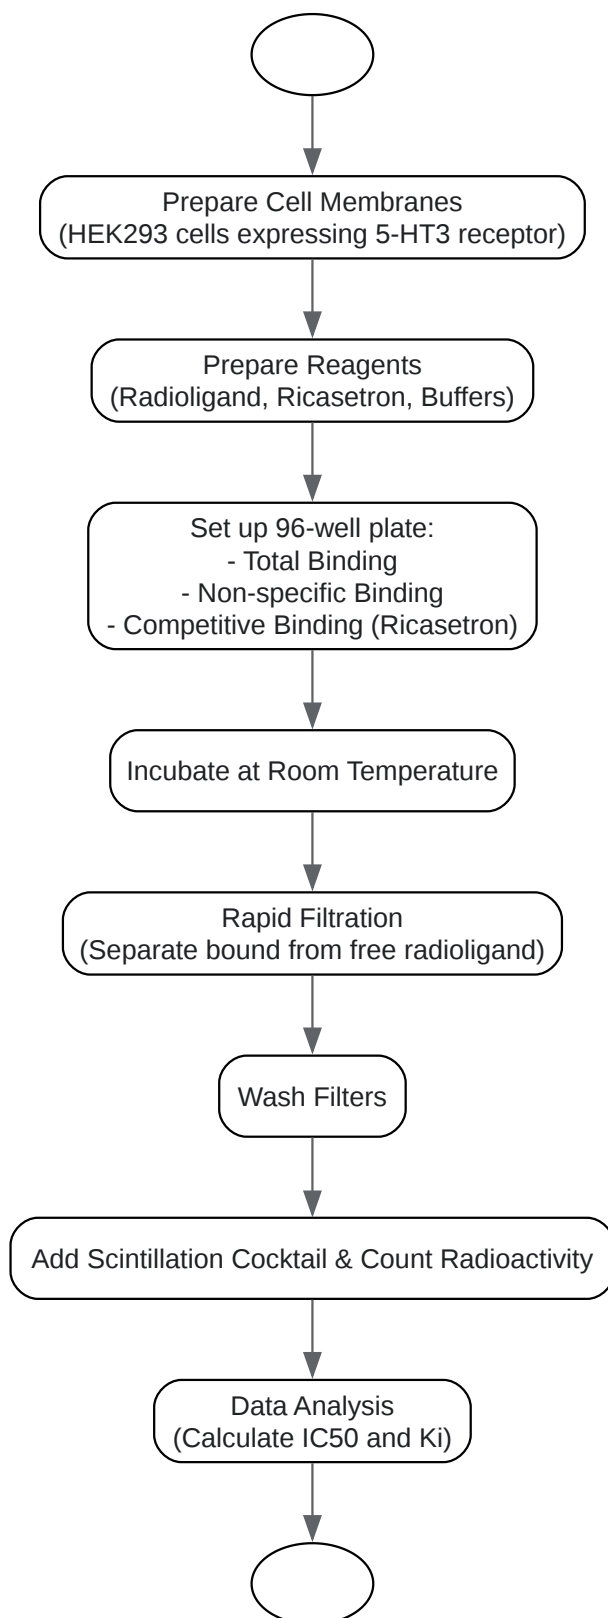 Prepare Cell Membranes
(HEK293 cells expressing 5-HT3 receptor)
Prepare Reagents
(Radioligand, Ricasetron, Buffers)
Set up 96-well plate:
- Total Binding
- Non-specific Binding
- Competitive Binding (Ricasetron)
Incubate at Room Temperature
Rapid Filtration
(Separate bound from free radioligand)
Wash Filters
Add Scintillation Cocktail & Count Radioactivity
Data Analysis
(Calculate IC50 and Ki)